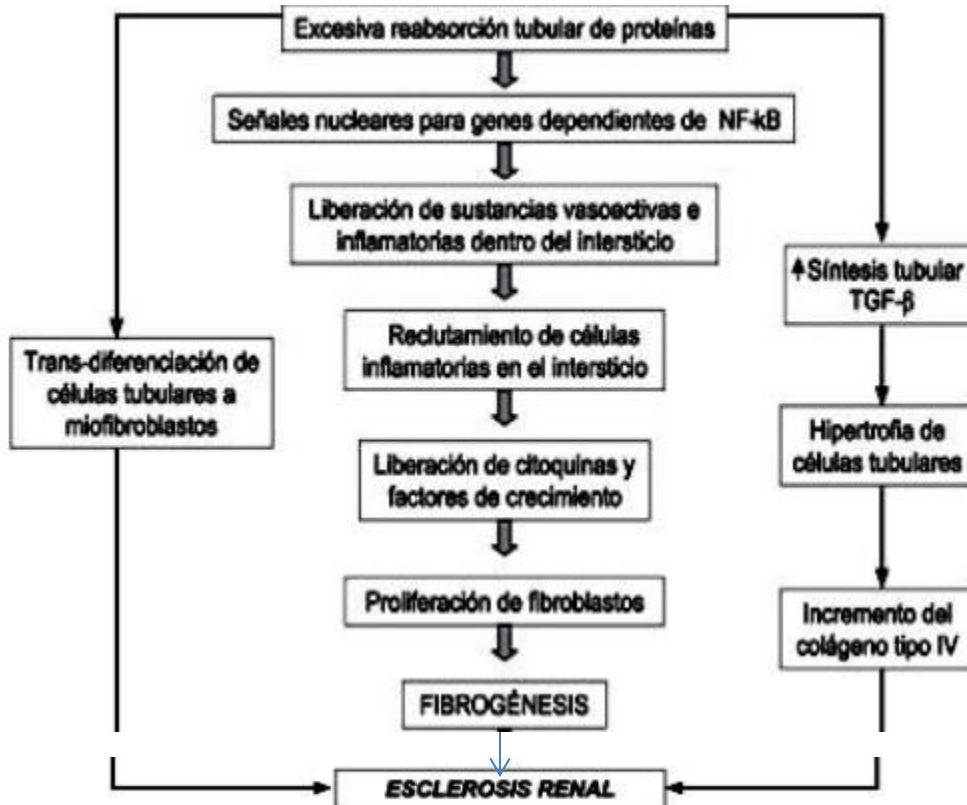 Excesiva reabsorción tubular de proteínas
Señales nucleares para genes dependientes de NF-kB
Liberación de sustancias vasoactivas e
inflamatorias dentro del intersticio
Reclutamiento de células
inflamatorias en el intersticio
Liberación de citoquinas y
factores de crecimiento
Proliferación de fibroblastos
FIBROGÉNESIS
Trans-diferenciación de
células tubulares a
miofibroblastos
↑Síntesis tubular
TGF-β
Hipertrofia de
células tubulares
Incremento del
colágeno tipo IV
ESCLEROSIS RENAL